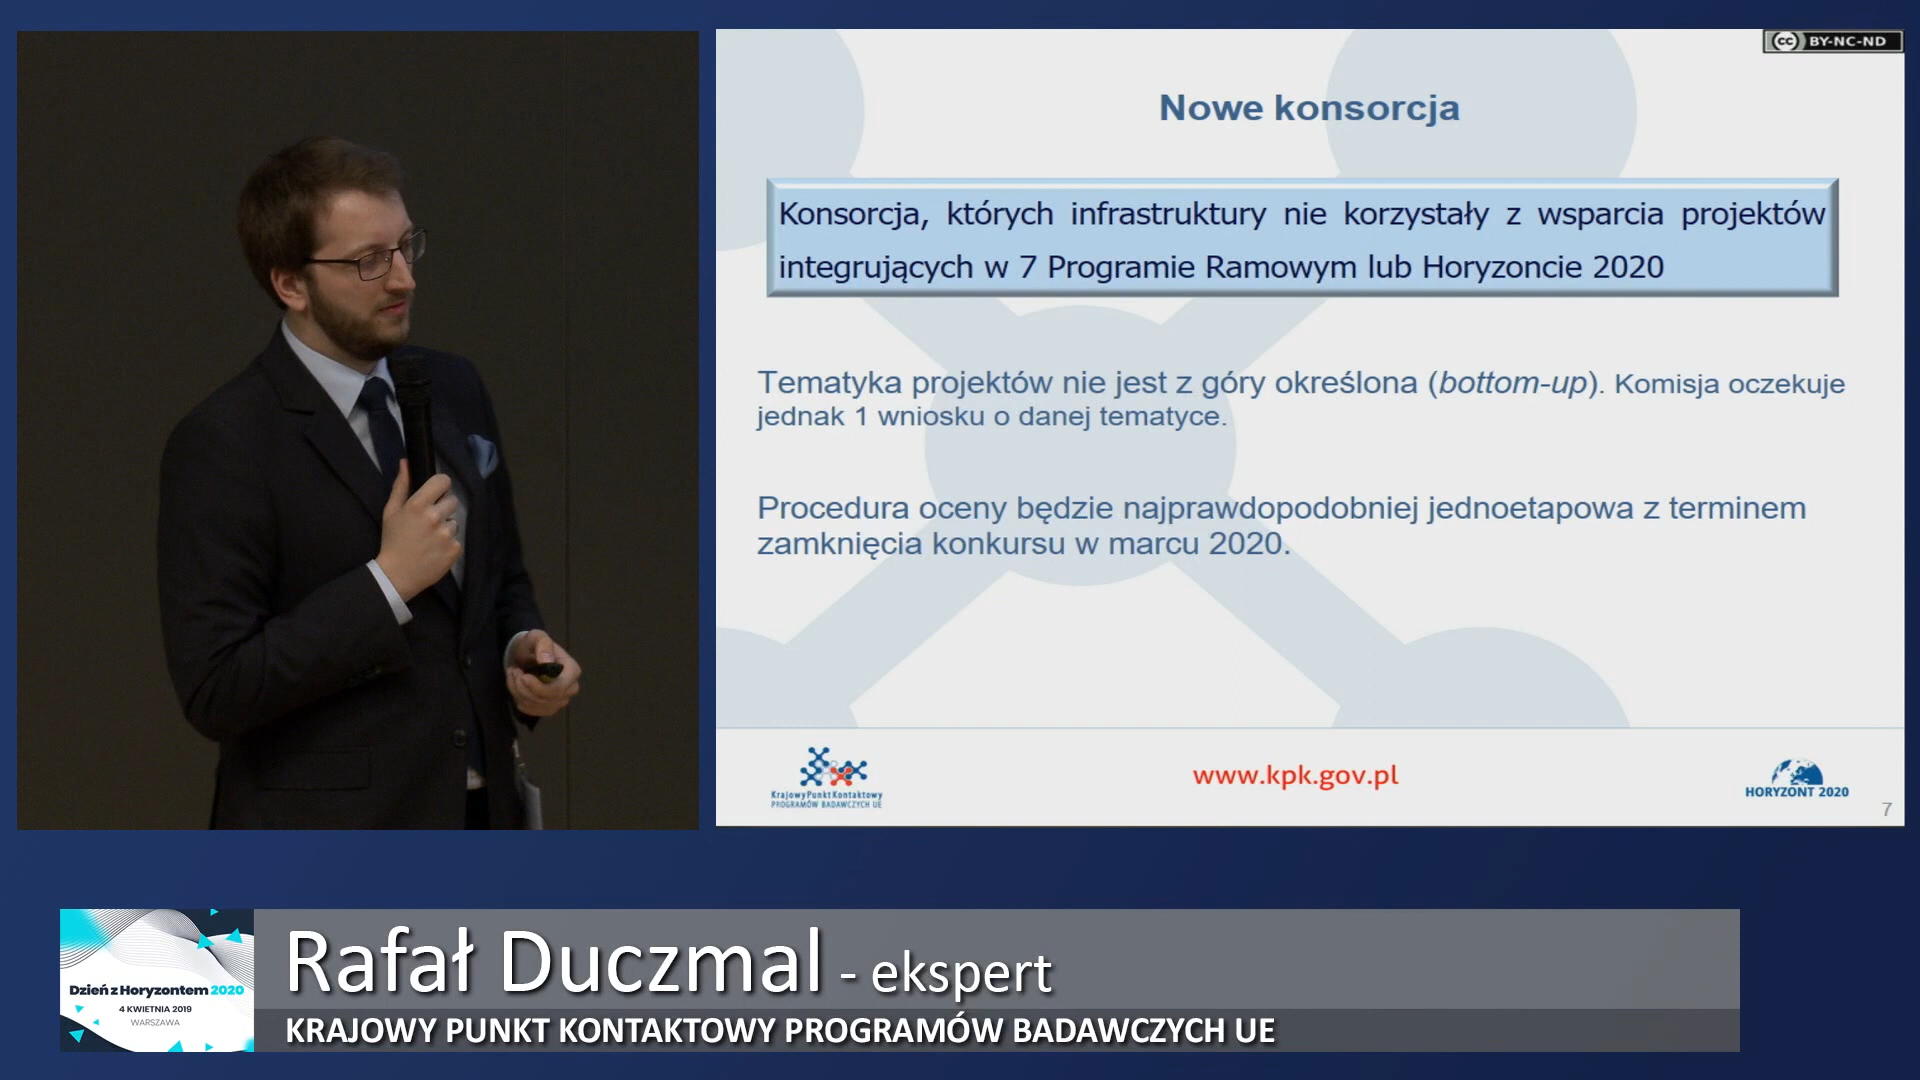 BY-NC-ND
Nowe konsorcja
Konsorcja, których infrastruktury nie korzystały z wsparcia projektów
integrujących w 7 Programie Ramowym lub Horyzoncie 2020
Tematyka projektów nie jest z góry określona (bottom-up). Komisja oczekuje
jednak 1 wniosku o danej tematyce.
Procedura oceny będzie najprawdopodobniej jednoetapowa z terminem
zamknięcia konkursu w marcu 2020.
Krajowy Punkt Kontaktowy
PROGRAMÓW BADAWCZYCH UE
www.kpk.gov.pl
HORYZONT 2020
7
Dzień z Horyzontem 2020
4 KWIETNIA 2019
WARSZAWA
Rafał Duczmal - ekspert
KRAJOWY PUNKT KONTAKTOWY PROGRAMÓW BADAWCZYCH UE